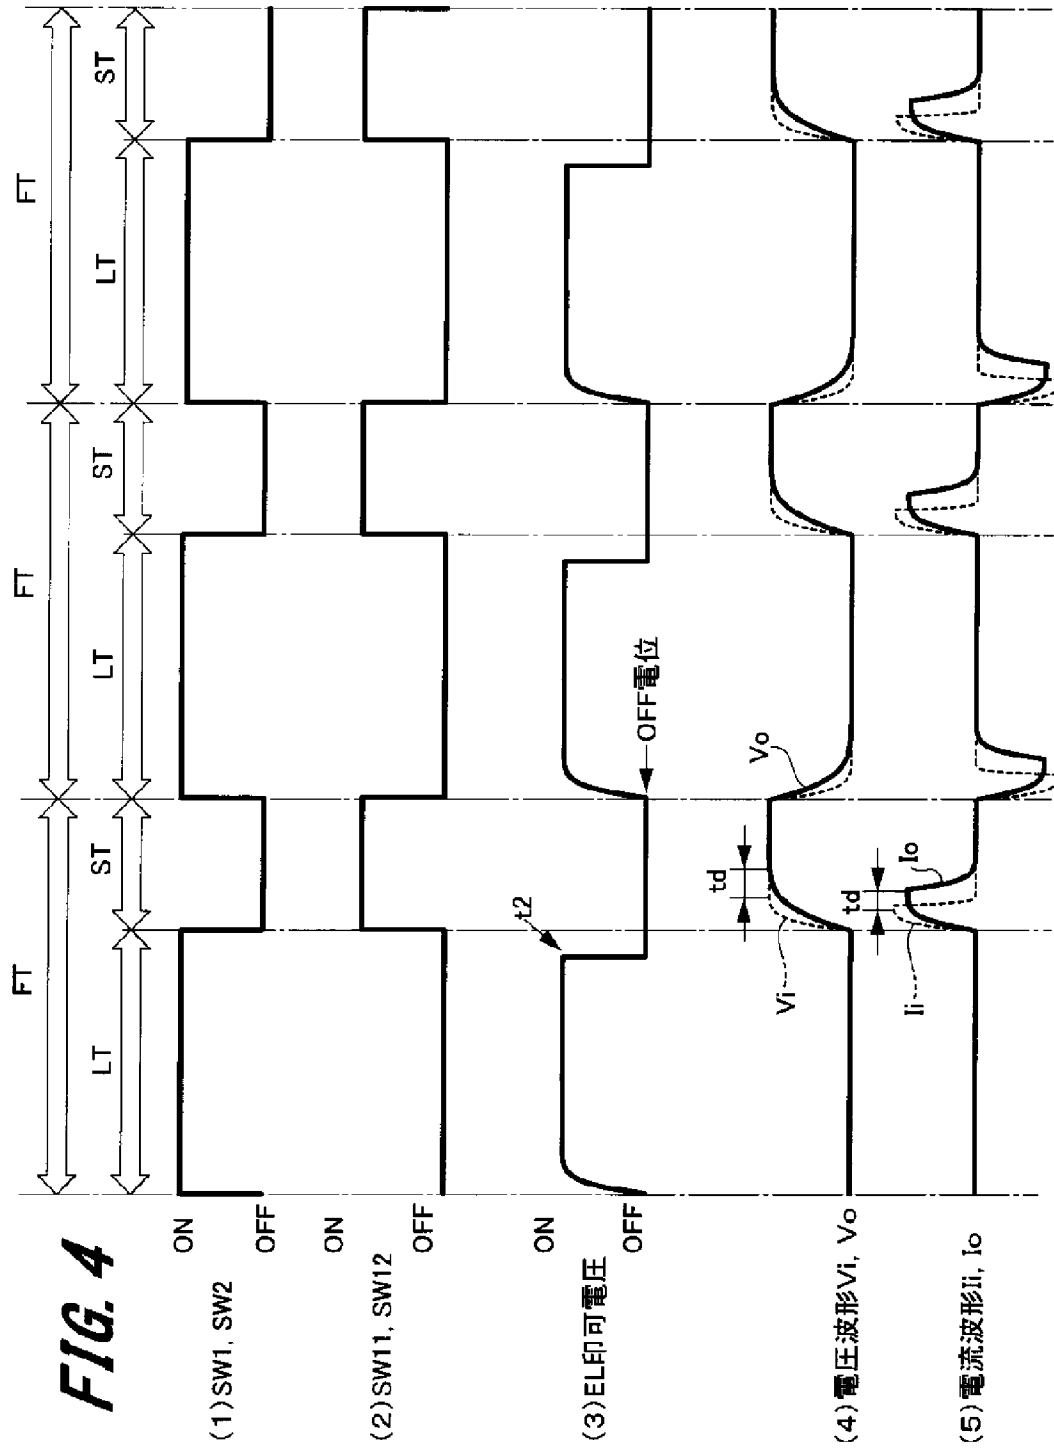 FIG. 4
FT
FT
FT
LT
ST
LT
ST
LT
ST
ON
OFF
(1)SW1, SW2
ON
OFF
(2)SW11, SW12
ON
OFF
(3)EL印可電圧
t2
OFF電位
(4)電圧波形Vi, Vo
Vi
td
Vo
(5)電流波形Ii, Io
Ii
td
Io